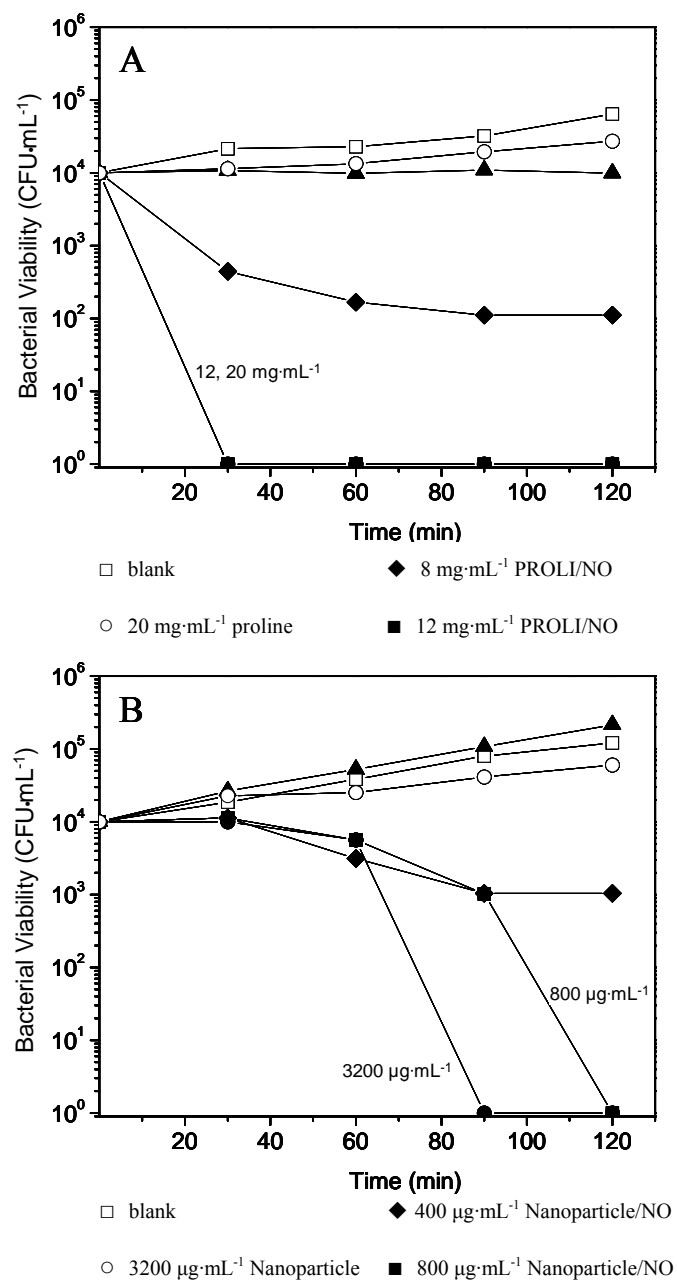 A
Bacterial Viability (CFU·mL⁻¹)
10⁶
10⁵
10⁴
10³
10²
10¹
10⁰
12, 20 mg·mL⁻¹
20 40 60 80 100 120
Time (min)
□ blank ◆ 8 mg·mL⁻¹ PROLI/NO
○ 20 mg·mL⁻¹ proline ■ 12 mg·mL⁻¹ PROLI/NO
B
Bacterial Viability (CFU·mL⁻¹)
10⁶
10⁵
10⁴
10³
10²
10¹
10⁰
800 µg·mL⁻¹
3200 µg·mL⁻¹
20 40 60 80 100 120
Time (min)
□ blank ◆ 400 µg·mL⁻¹ Nanoparticle/NO
○ 3200 µg·mL⁻¹ Nanoparticle ■ 800 µg·mL⁻¹ Nanoparticle/NO